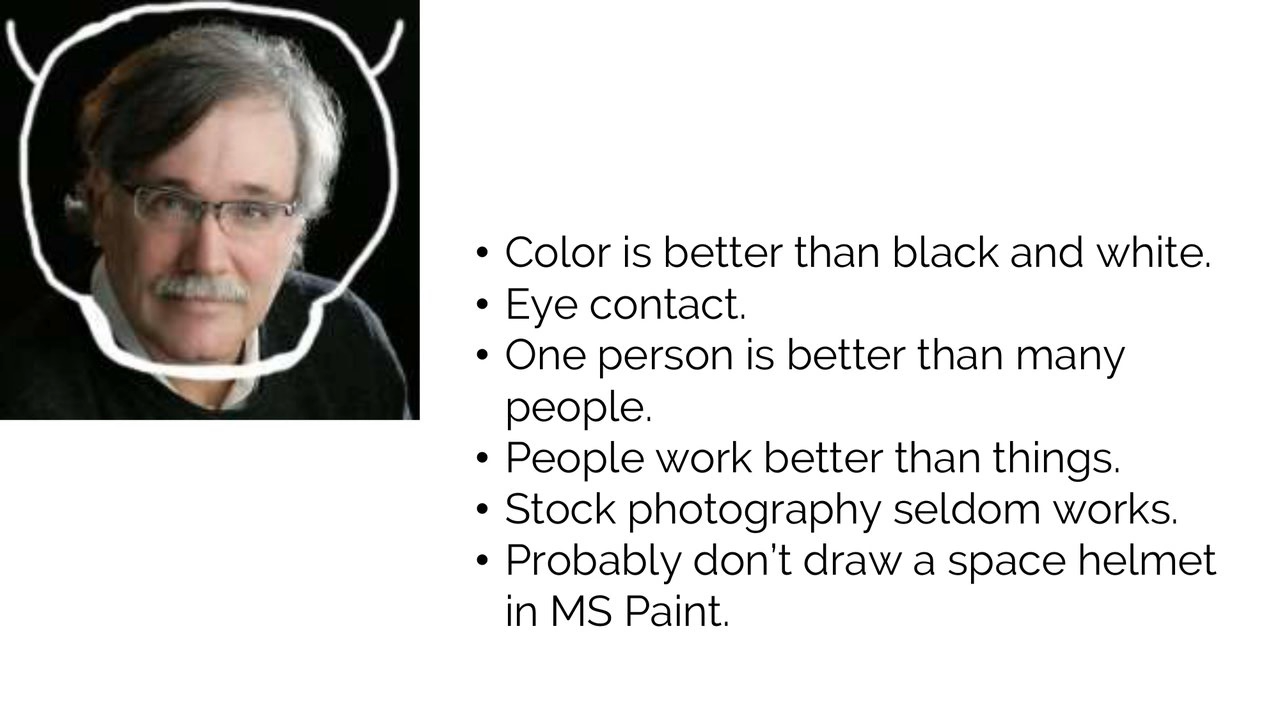 • Color is better than black and white.
• Eye contact.
• One person is better than many
people.
• People work better than things.
• Stock photography seldom works.
• Probably don’t draw a space helmet
in MS Paint.